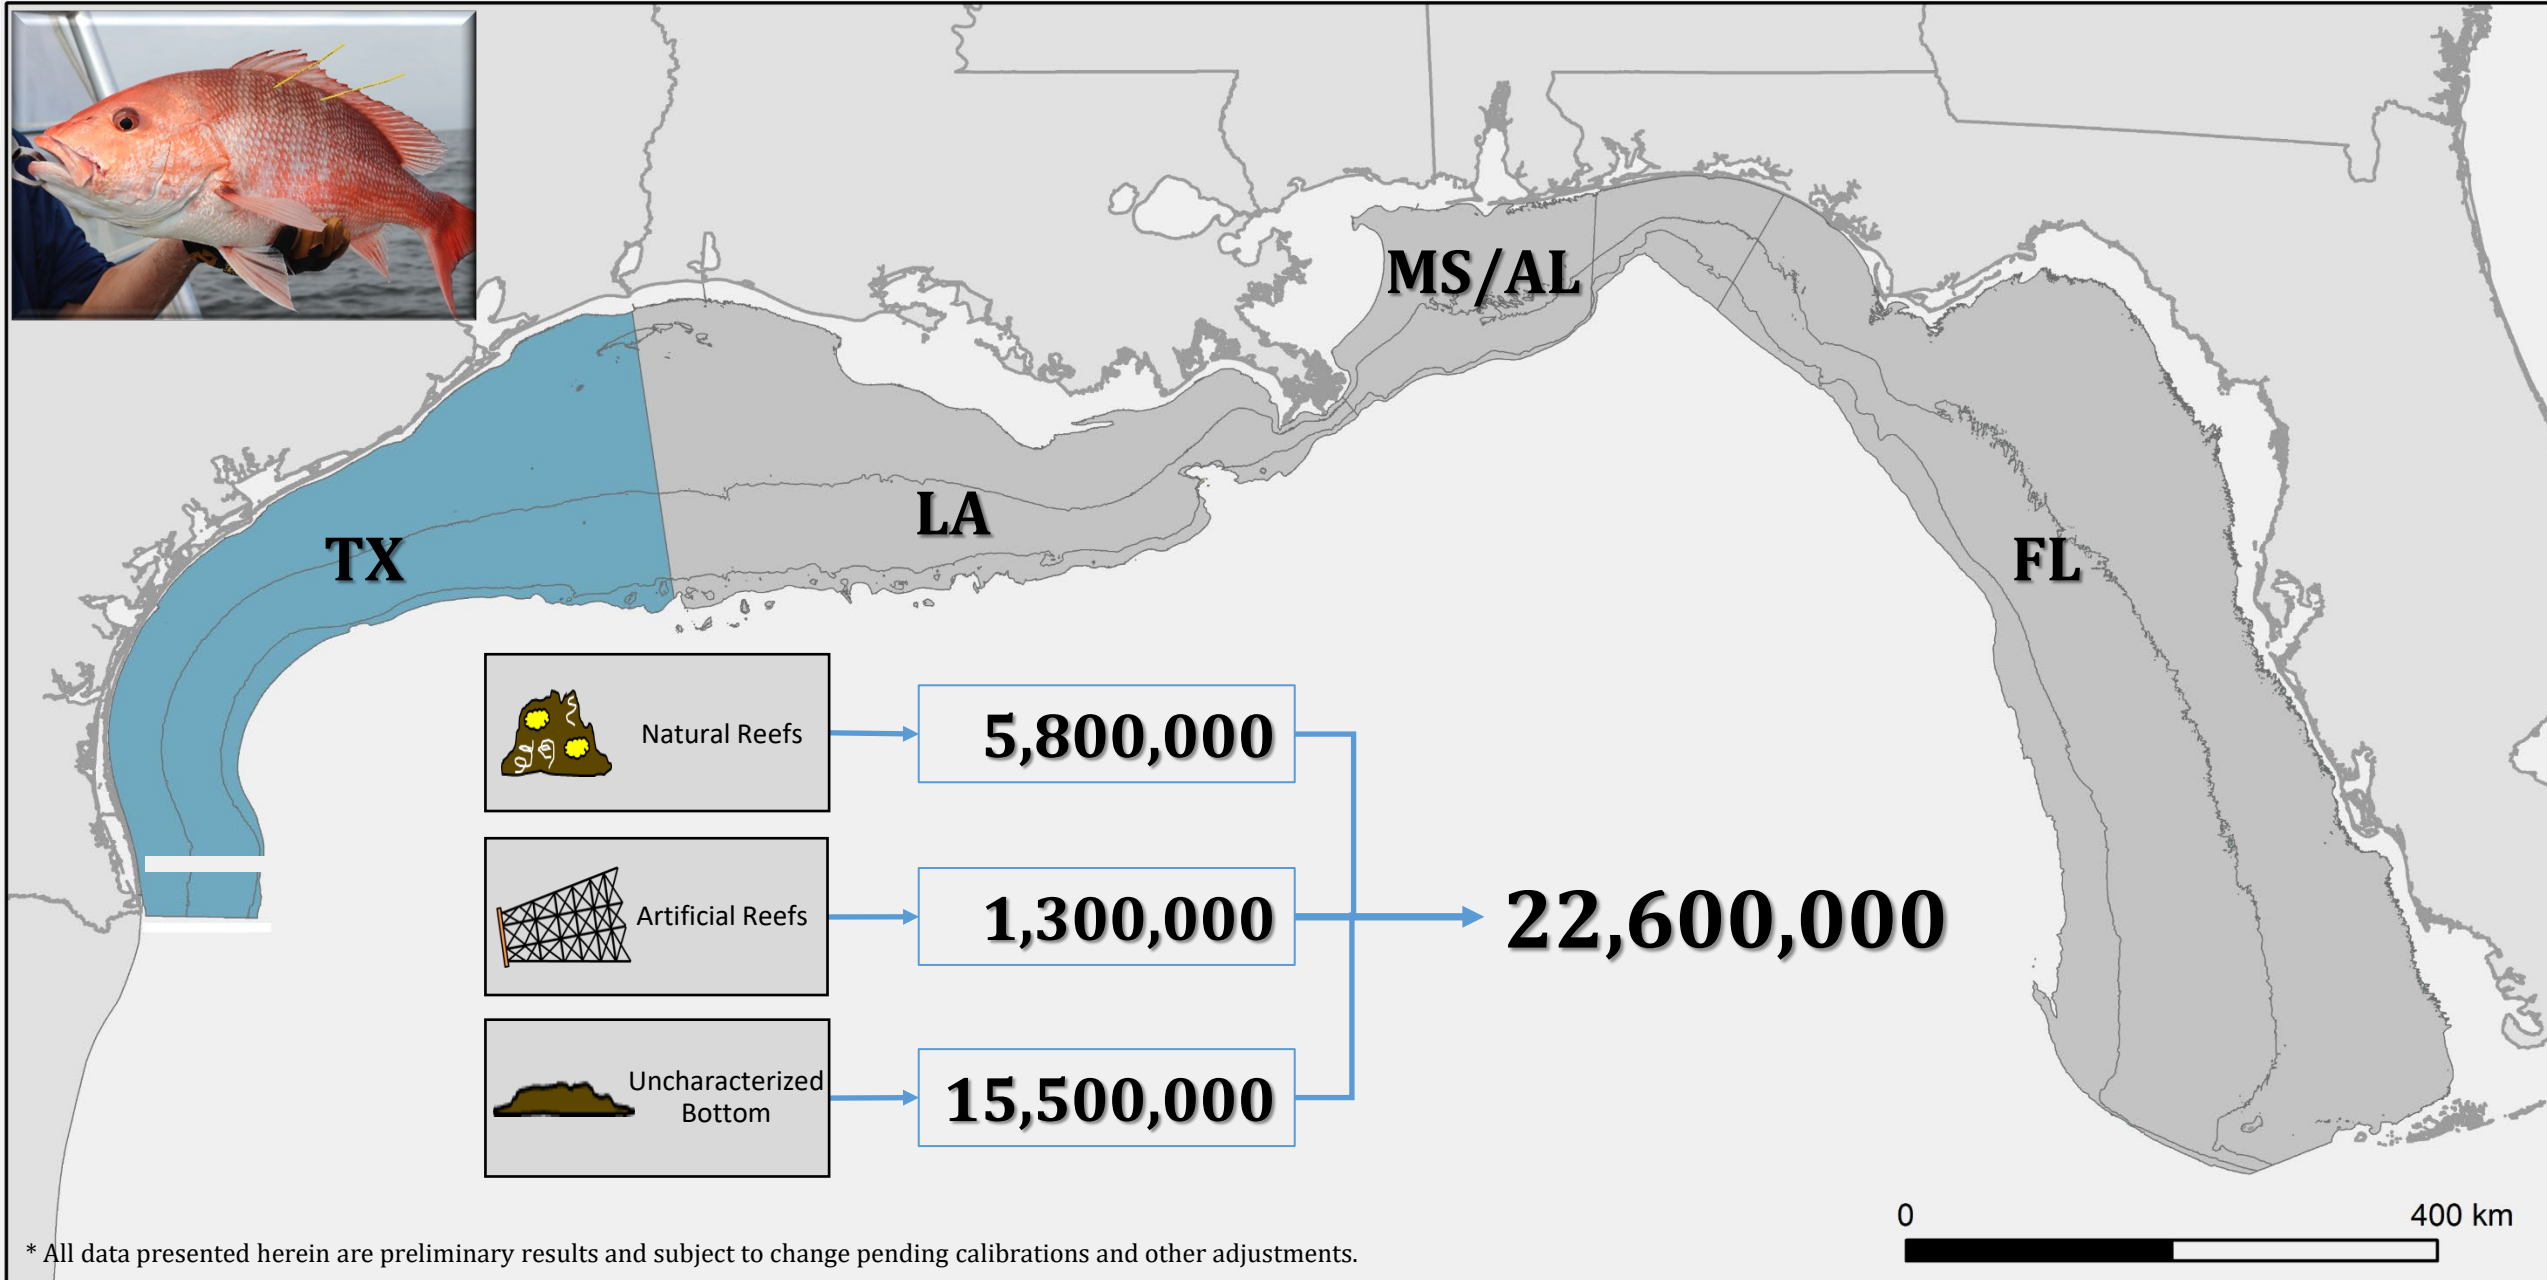 MS/AL
LA
TX
FL
Natural Reefs
5,800,000
Artificial Reefs
1,300,000
22,600,000
Uncharacterized
Bottom
15,500,000
0
400 km
* All data presented herein are preliminary results and subject to change pending calibrations and other adjustments.